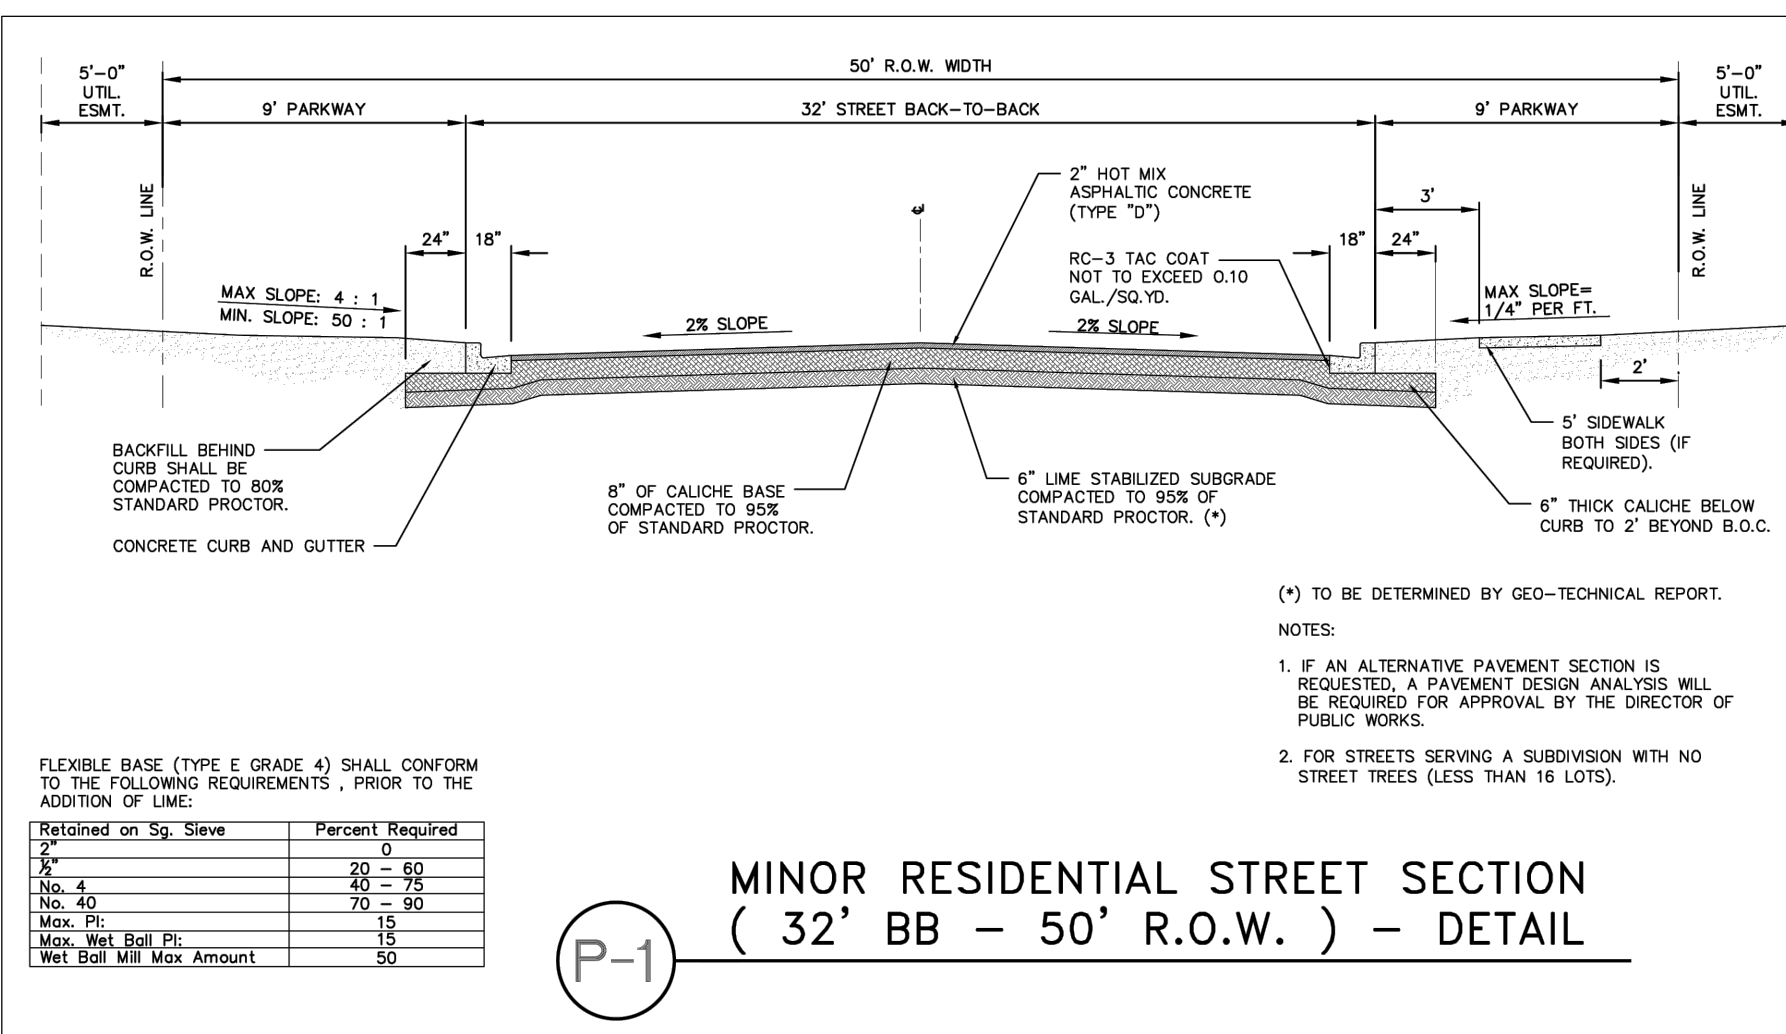 50' R.O.W. WIDTH
5'-0"
UTIL.
ESMT.
9' PARKWAY
32' STREET BACK-TO-BACK
9' PARKWAY
5'-0"
UTIL.
ESMT.
R.O.W. LINE
2" HOT MIX
ASPHALTIC CONCRETE
(TYPE "D")
3'
R.O.W. LINE
℄
24"
18"
RC-3 TAC COAT
NOT TO EXCEED 0.10
GAL./SQ.YD.
18"
24"
MAX SLOPE: 4 : 1
MIN. SLOPE: 50 : 1
2% SLOPE
2% SLOPE
MAX SLOPE=
1/4" PER FT.
2'
BACKFILL BEHIND
CURB SHALL BE
COMPACTED TO 80%
STANDARD PROCTOR.
CONCRETE CURB AND GUTTER
8" OF CALICHE BASE
COMPACTED TO 95%
OF STANDARD PROCTOR.
6" LIME STABILIZED SUBGRADE
COMPACTED TO 95% OF
STANDARD PROCTOR. (*)
5' SIDEWALK
BOTH SIDES (IF
REQUIRED).
6" THICK CALICHE BELOW
CURB TO 2' BEYOND B.O.C.
(*) TO BE DETERMINED BY GEO-TECHNICAL REPORT.
NOTES:
1. IF AN ALTERNATIVE PAVEMENT SECTION IS
REQUESTED, A PAVEMENT DESIGN ANALYSIS WILL
BE REQUIRED FOR APPROVAL BY THE DIRECTOR OF
PUBLIC WORKS.
2. FOR STREETS SERVING A SUBDIVISION WITH NO
STREET TREES (LESS THAN 16 LOTS).
FLEXIBLE BASE (TYPE E GRADE 4) SHALL CONFORM
TO THE FOLLOWING REQUIREMENTS , PRIOR TO THE
ADDITION OF LIME:
Retained on Sg. Sieve Percent Required
2" 0
½" 20 - 60
No. 4 40 - 75
No. 40 70 - 90
Max. PI: 15
Max. Wet Ball PI: 15
Wet Ball Mill Max Amount 50
P-1
MINOR RESIDENTIAL STREET SECTION
( 32' BB - 50' R.O.W. ) - DETAIL